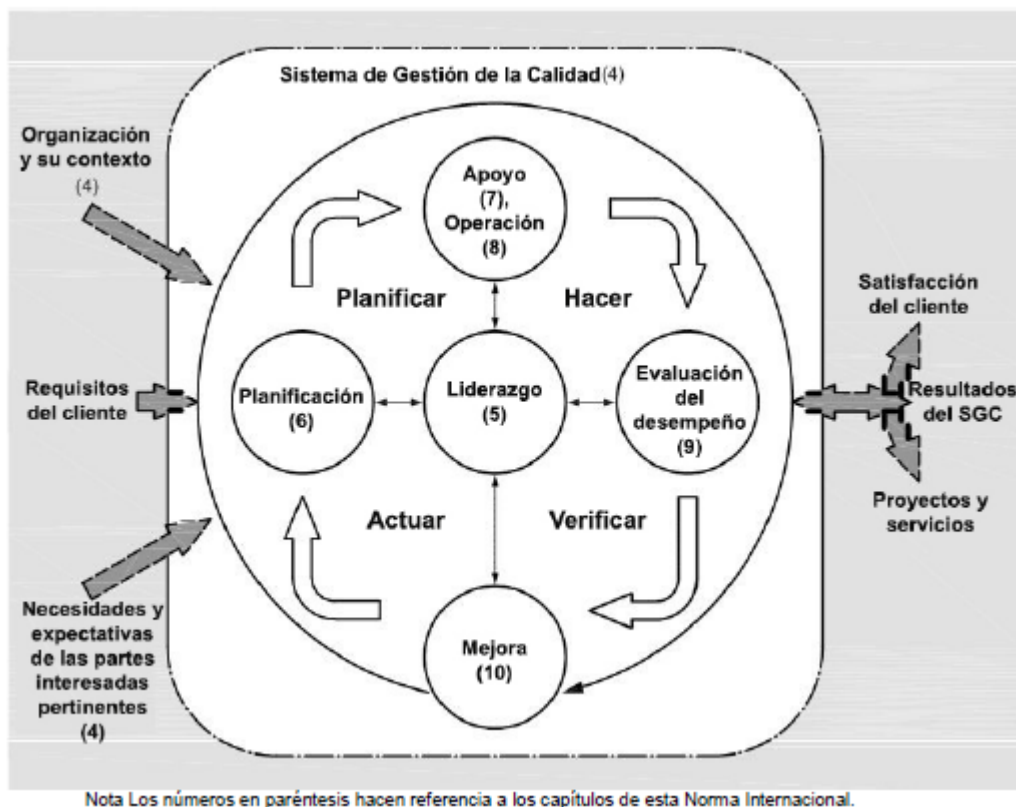 Sistema de Gestión de la Calidad(4)
Organización
y su contexto
(4)
Requisitos
del cliente
Necesidades y
expectativas
de las partes
interesadas
pertinentes
(4)
Apoyo
(7),
Operación
(8)
Planificar
Hacer
Planificación
(6)
Liderazgo
(5)
Evaluación
del
desempeño
(9)
Actuar
Verificar
Mejora
(10)
Satisfacción
del cliente
Resultados
del SGC
Proyectos y
servicios
Nota Los números en paréntesis hacen referencia a los capítulos de esta Norma Internacional.